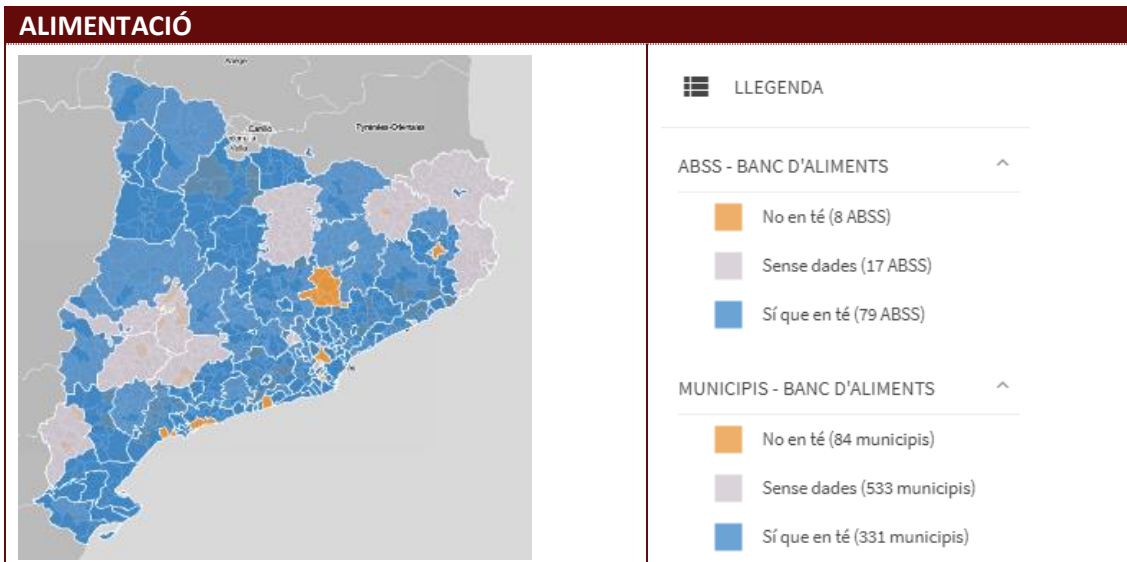 ALIMENTACIÓ
Canillo
Pyrénées-Orientales
LLEGENDA
ABSS - BANC D'ALIMENTS
No en té (8 ABSS)
Sense dades (17 ABSS)
Sí que en té (79 ABSS)
MUNICIPIS - BANC D'ALIMENTS
No en té (84 municipis)
Sense dades (533 municipis)
Sí que en té (331 municipis)